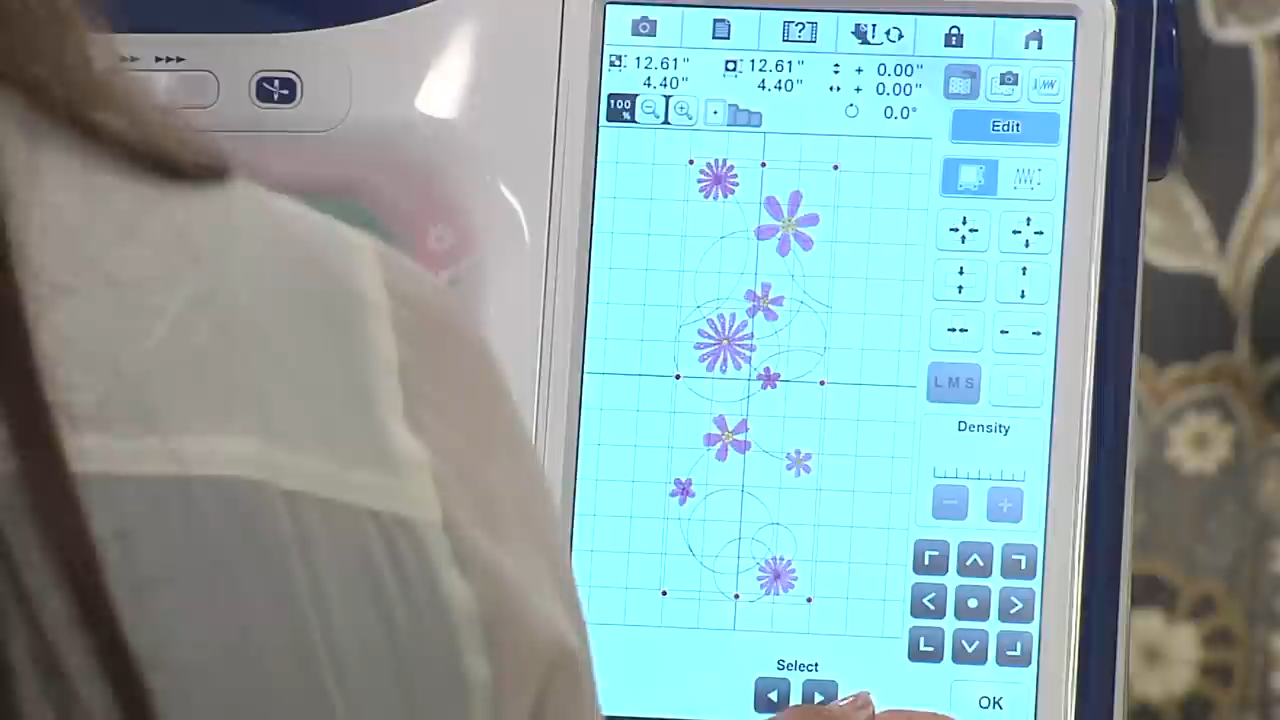 12.61" 12.61" + 0.00"
4.40" 4.40" + 0.00"
100 % 0.0°
Edit
L M S
Density
Select
OK